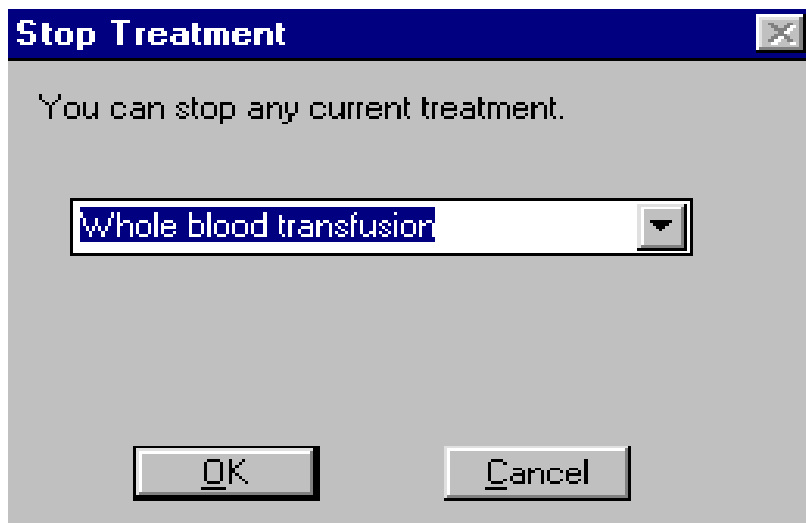 Stop Treatment
You can stop any current treatment.
Whole blood transfusion
OK Cancel